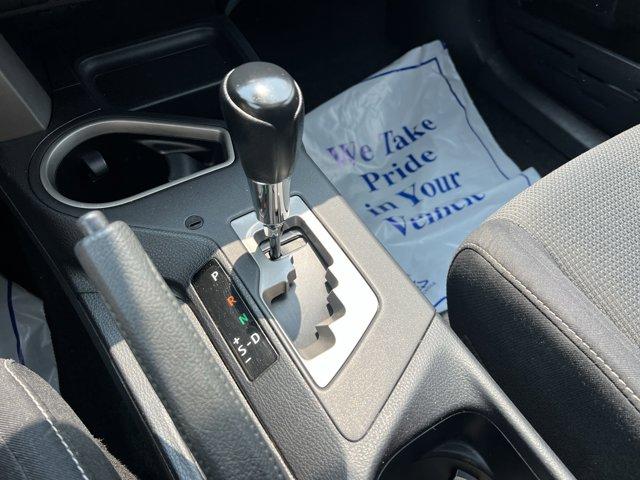 We Take
Pride
in Your
Vehicle
P
R
N
+
S-D
-